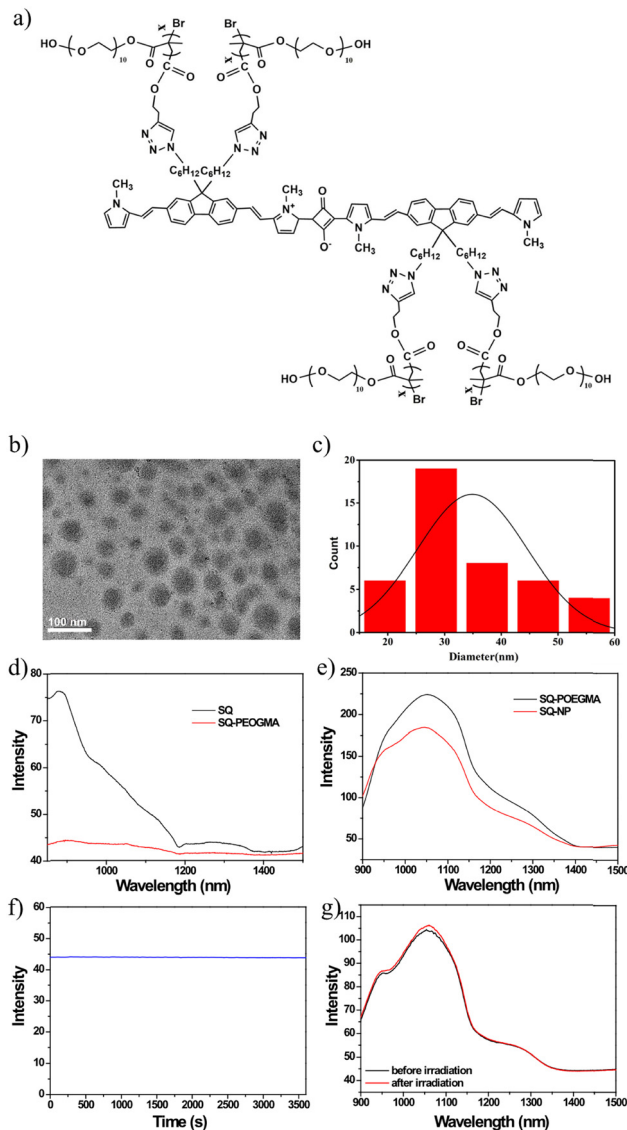 a)
Br Br
x x
HO O 10 O O O O O O 10 OH
C O C O
O O
N N N N
N N
C6H12 C6H12
CH3 CH3 O
N N+ N N
O- CH3 CH3
C6H12 C6H12
N N
N N N N
O O
C O C O
O O
HO O 10 O O O 10 OH
x Br x Br
b)
100 nm
c)
20
15
10
5
0
Count
20 30 40 50 60
Diameter(nm)
d)
80
70
60
50
40
Intensity
SQ
SQ-PEOGMA
1000 1200 1400
Wavelength (nm)
e)
250
200
150
100
50
Intensity
SQ-POEGMA
SQ-NP
900 1000 1100 1200 1300 1400 1500
Wavelength (nm)
f)
60
55
50
45
40
35
30
25
20
15
10
5
0
Intensity
0 500 1000 1500 2000 2500 3000 3500
Time (s)
g)
110
100
90
80
70
60
50
40
Intensity
before irradiation
after irradiation
900 1000 1100 1200 1300 1400 1500
Wavelength (nm)